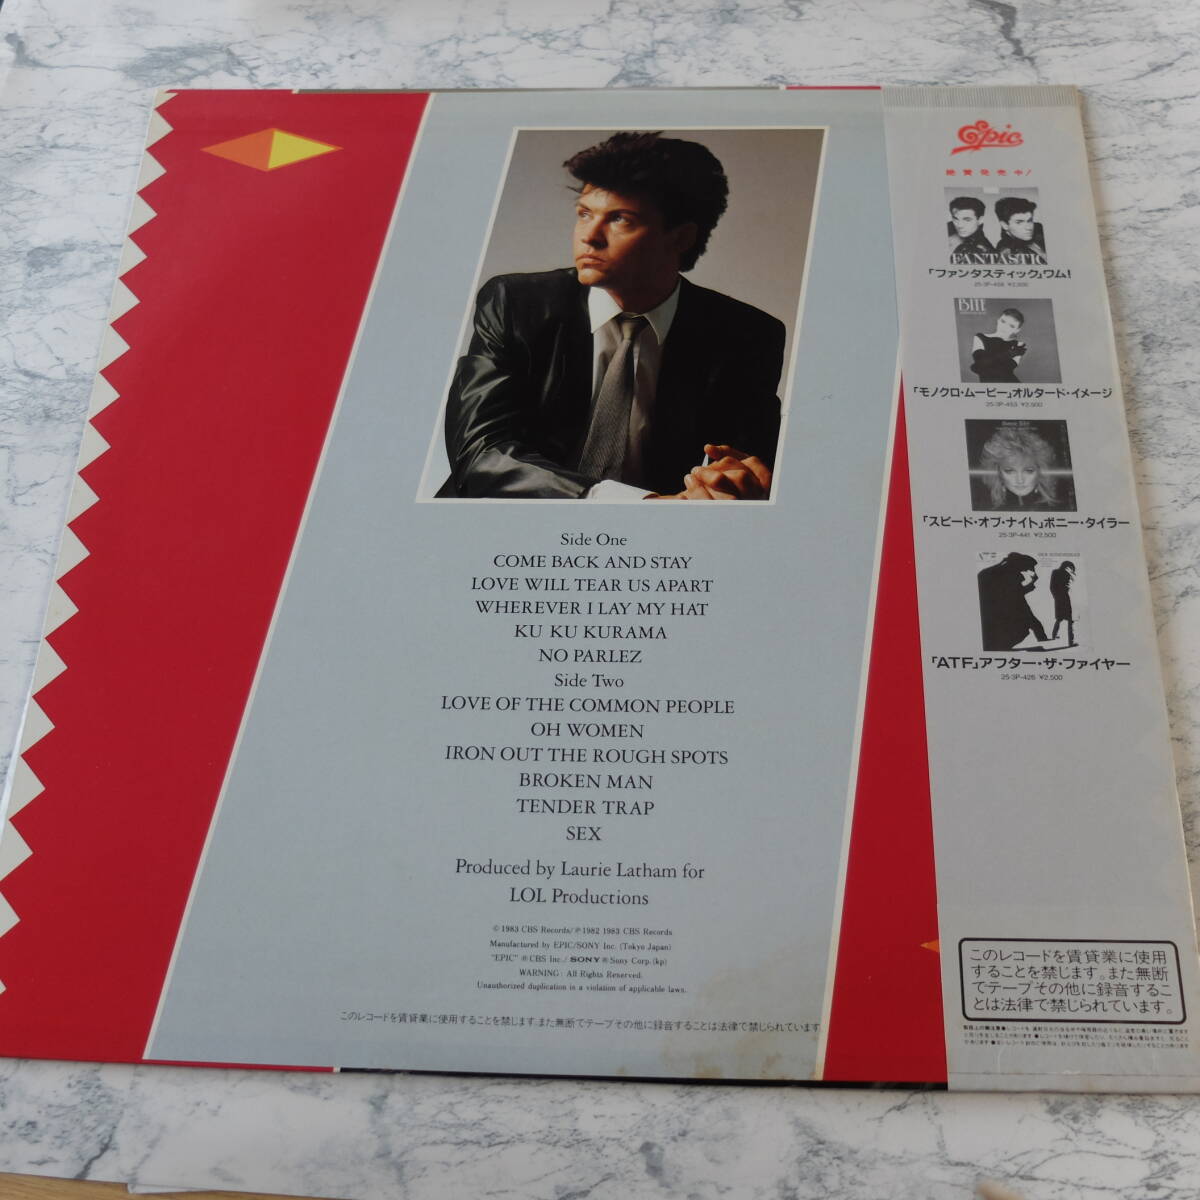 Side One
COME BACK AND STAY
LOVE WILL TEAR US APART
WHEREVER I LAY MY HAT
KU KU KURAMA
NO PARLEZ
Side Two
LOVE OF THE COMMON PEOPLE
OH WOMEN
IRON OUT THE ROUGH SPOTS
BROKEN MAN
TENDER TRAP
SEX
Produced by Laurie Latham for
LOL Productions
© 1983 CBS Records/℗ 1982 1983 CBS Records
Manufactured by EPIC/SONY Inc. (Tokyo Japan)
"EPIC" ® CBS Inc./ SONY ® Sony Corp.(kp)
WARNING: All Rights Reserved.
Unauthorized duplication is a violation of applicable laws.
このレコードを賃貸業に使用することを禁じます。また無断でテープその他に録音することは法律で禁じられています
Epic
絶賛発売中!
FANTASTIC
「ファンタスティック」ワム!
25・3P-458 ¥2,500
BITE
「モノクロ・ムービー」オルタード・イメージ
25・3P-453 ¥2,500
「スピード・オブ・ナイト」ボニー・タイラー
25・3P-441 ¥2,500
「ATF」アフター・ザ・ファイヤー
25・3P-426 ¥2,500
このレコードを賃貸業に使用
することを禁じます。また無断
でテープその他に録音するこ
とは法律で禁じられています。